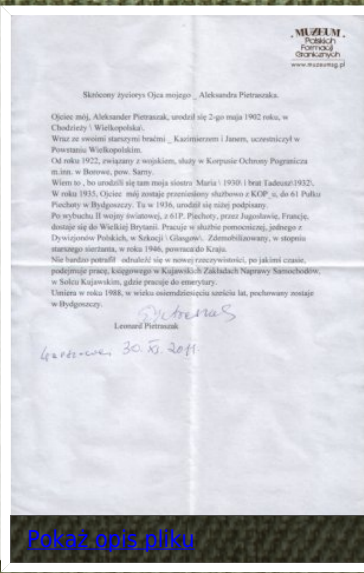 MUZEUM
Polskich
Formacji
Granicznych
www.muzeumsg.pl
Skrócony życiorys Ojca mojego _ Aleksandra Pietraszaka.
Ojciec mój, Aleksander Pietraszak, urodził się 2-go maja 1902 roku, w
Chodzieży \ Wielkopolska\.
Wraz ze swoimi starszymi braćmi _ Kazimierzem i Janem, uczestniczył w
Powstaniu Wielkopolskim.
Od roku 1922, związany z wojskiem, służy w Korpusie Ochrony Pogranicza
m.inn. w Borowe, pow. Sarny.
Wiem to , bo urodzili się tam moja siostra Maria \ 1930\ i brat Tadeusz\1932\.
W roku 1935, Ojciec mój zostaje przeniesiony służbowo z KOP_u, do 61 Pułku
Piechoty w Bydgoszczy. Tu w 1936, urodził się niżej podpisany.
Po wybuchu II wojny światowej, z 61P. Piechoty, przez Jugosławię, Francję,
dostaje się do Wielkiej Brytanii. Pracuje w służbie pomocniczej, jednego z
Dywizjonów Polskich, w Szkocji \ Glasgow\. Zdemobilizowany, w stopniu
starszego sierżanta, w roku 1946, powraca do Kraju.
Nie bardzo potrafił odnaleźć się w nowej rzeczywistości, po jakimś czasie,
podejmuje pracę, księgowego w Kujawskich Zakładach Naprawy Samochodów,
w Solcu Kujawskim, gdzie pracuje do emerytury.
Umiera w roku 1988, w wieku osiemdziesięciu sześciu lat, pochowany zostaje
w Bydgoszczy.
Leonard Pietraszak
30. XI. 2011.
Pokaż opis pliku